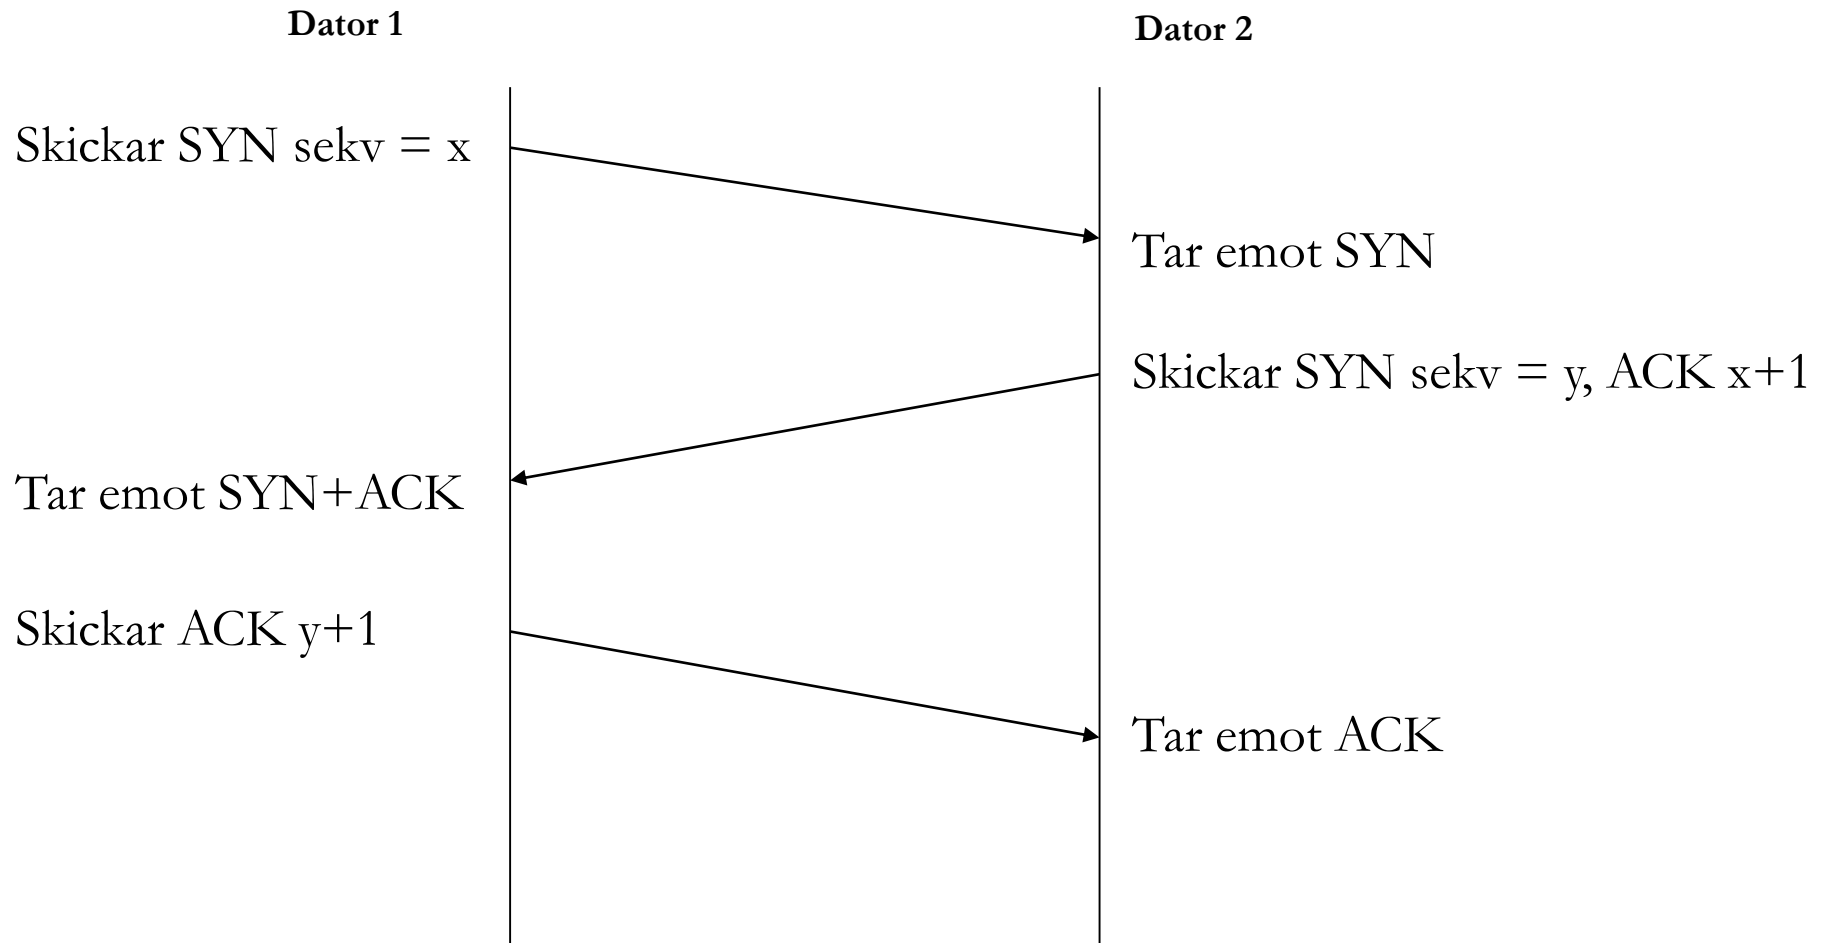 Dator 1
Dator 2
Skickar SYN sekv = x
Tar emot SYN
Skickar SYN sekv = y, ACK x+1
Tar emot SYN+ACK
Skickar ACK y+1
Tar emot ACK